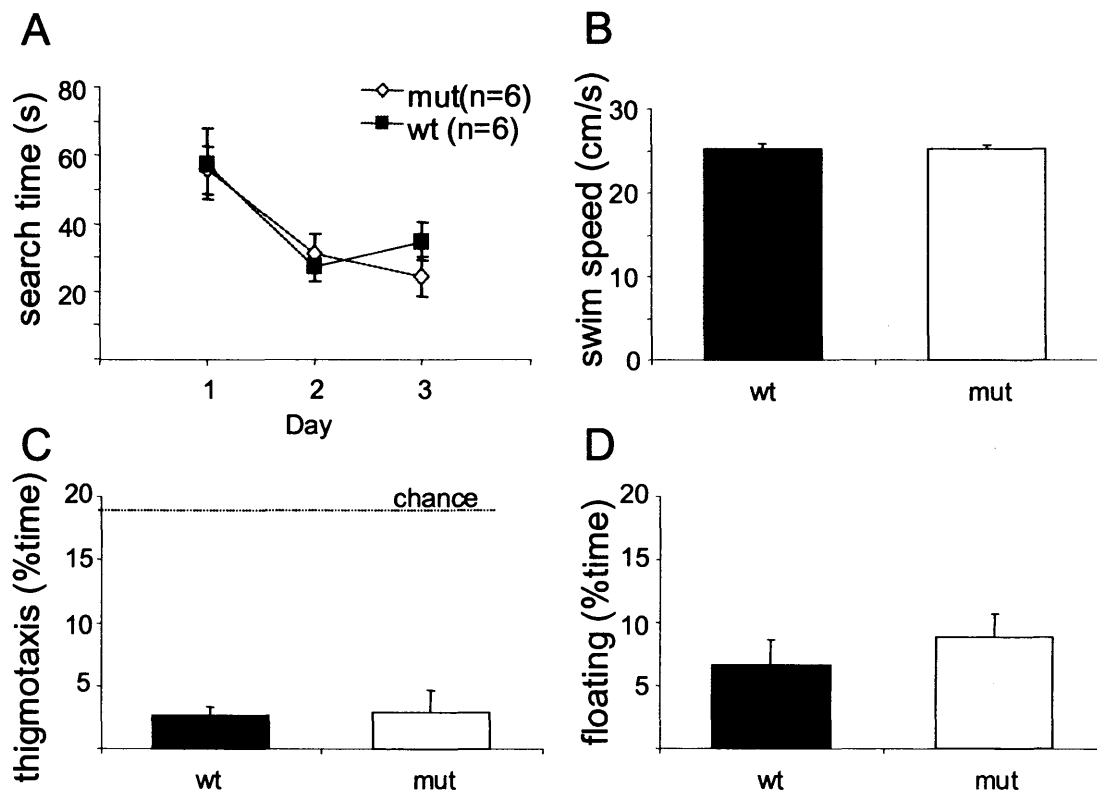 A
search time (s)
80
60
40
20
mut(n=6)
wt (n=6)
1 2 3
Day
B
swim speed (cm/s)
30
20
10
0
wt mut
C
thigmotaxis (%time)
20
15
10
5
chance
wt mut
D
floating (%time)
20
15
10
5
wt mut